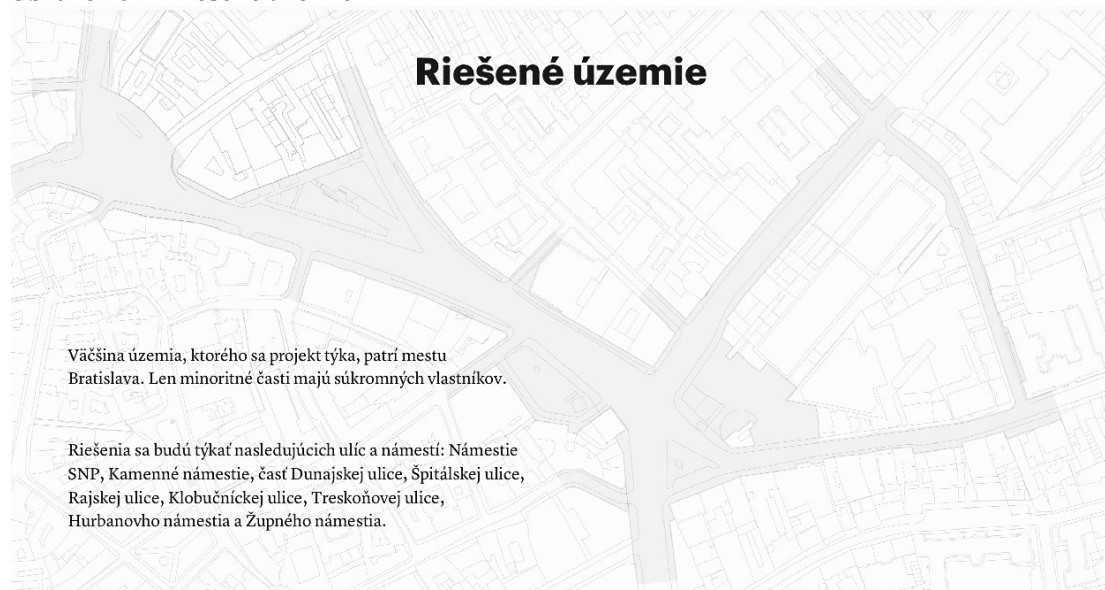 Riešené územie
Väčšina územia, ktorého sa projekt týka, patrí mestu
Bratislava. Len minoritné časti majú súkromných vlastníkov.
Riešenia sa budú týkať nasledujúcich ulíc a námestí: Námestie
SNP, Kamenné námestie, časť Dunajskej ulice, Špitálskej ulice,
Rajskej ulice, Klobučníckej ulice, Treskoňovej ulice,
Hurbanovho námestia a Župného námestia.